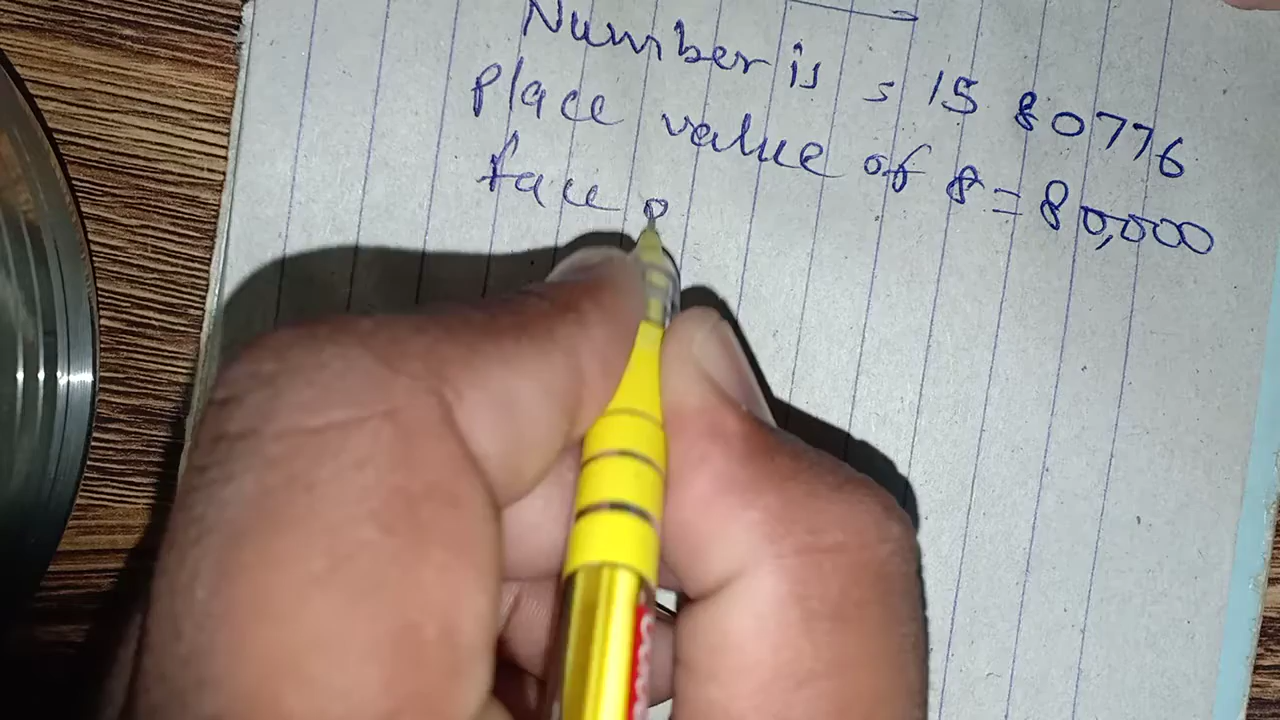 Number is = 15 80776
place value of 8 = 80,000
face o